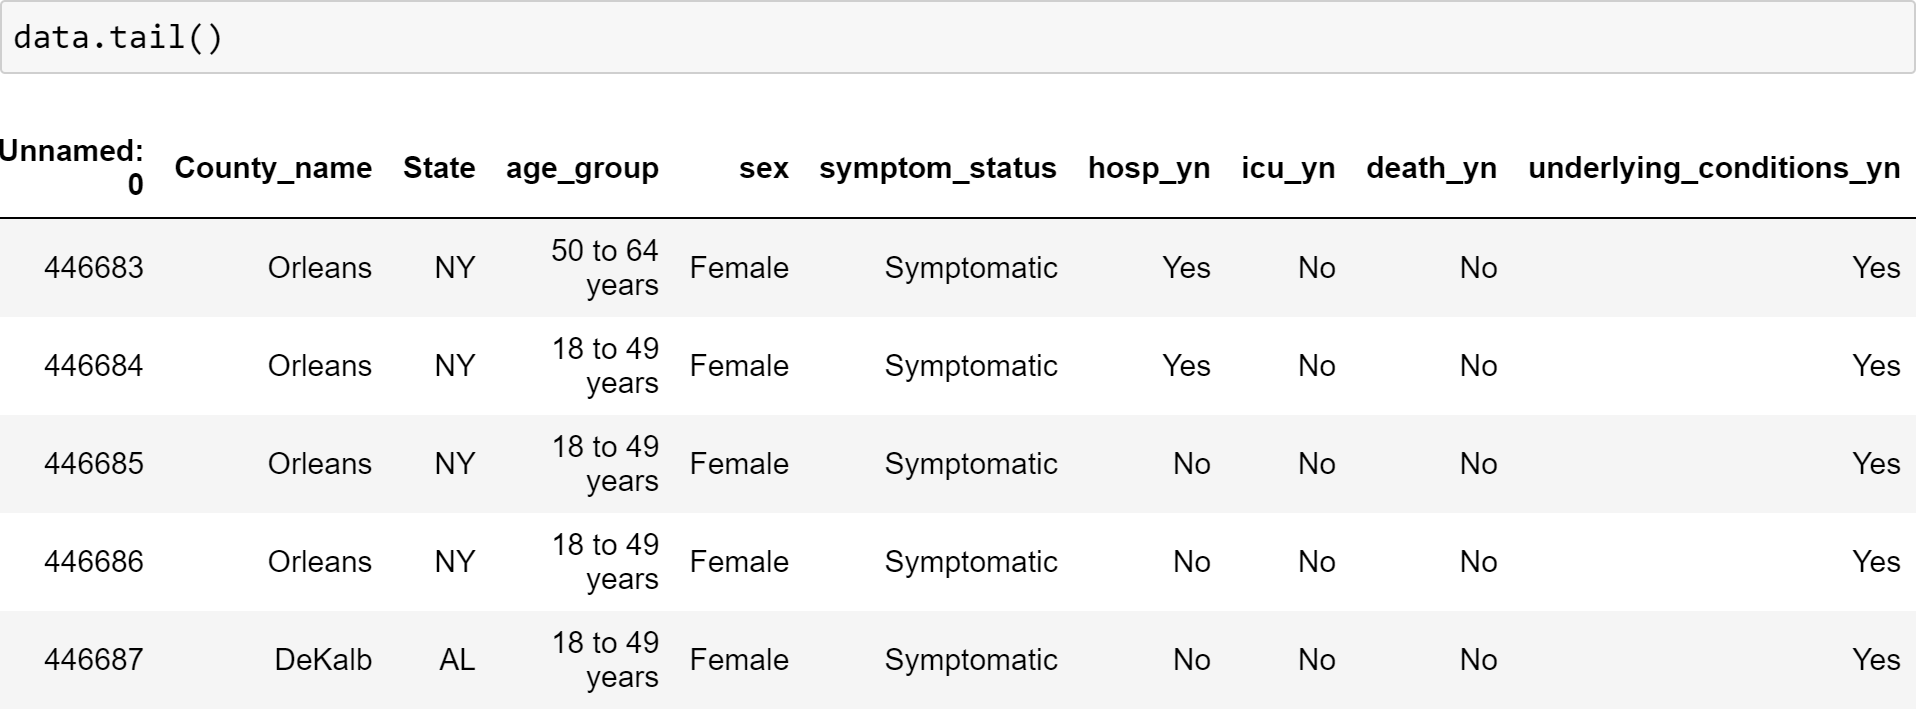 data.tail()
Unnamed: 0 County_name State age_group sex symptom_status hosp_yn icu_yn death_yn underlying_conditions_yn
446683 Orleans NY 50 to 64 years Female Symptomatic Yes No No Yes
446684 Orleans NY 18 to 49 years Female Symptomatic Yes No No Yes
446685 Orleans NY 18 to 49 years Female Symptomatic No No No Yes
446686 Orleans NY 18 to 49 years Female Symptomatic No No No Yes
446687 DeKalb AL 18 to 49 years Female Symptomatic No No No Yes